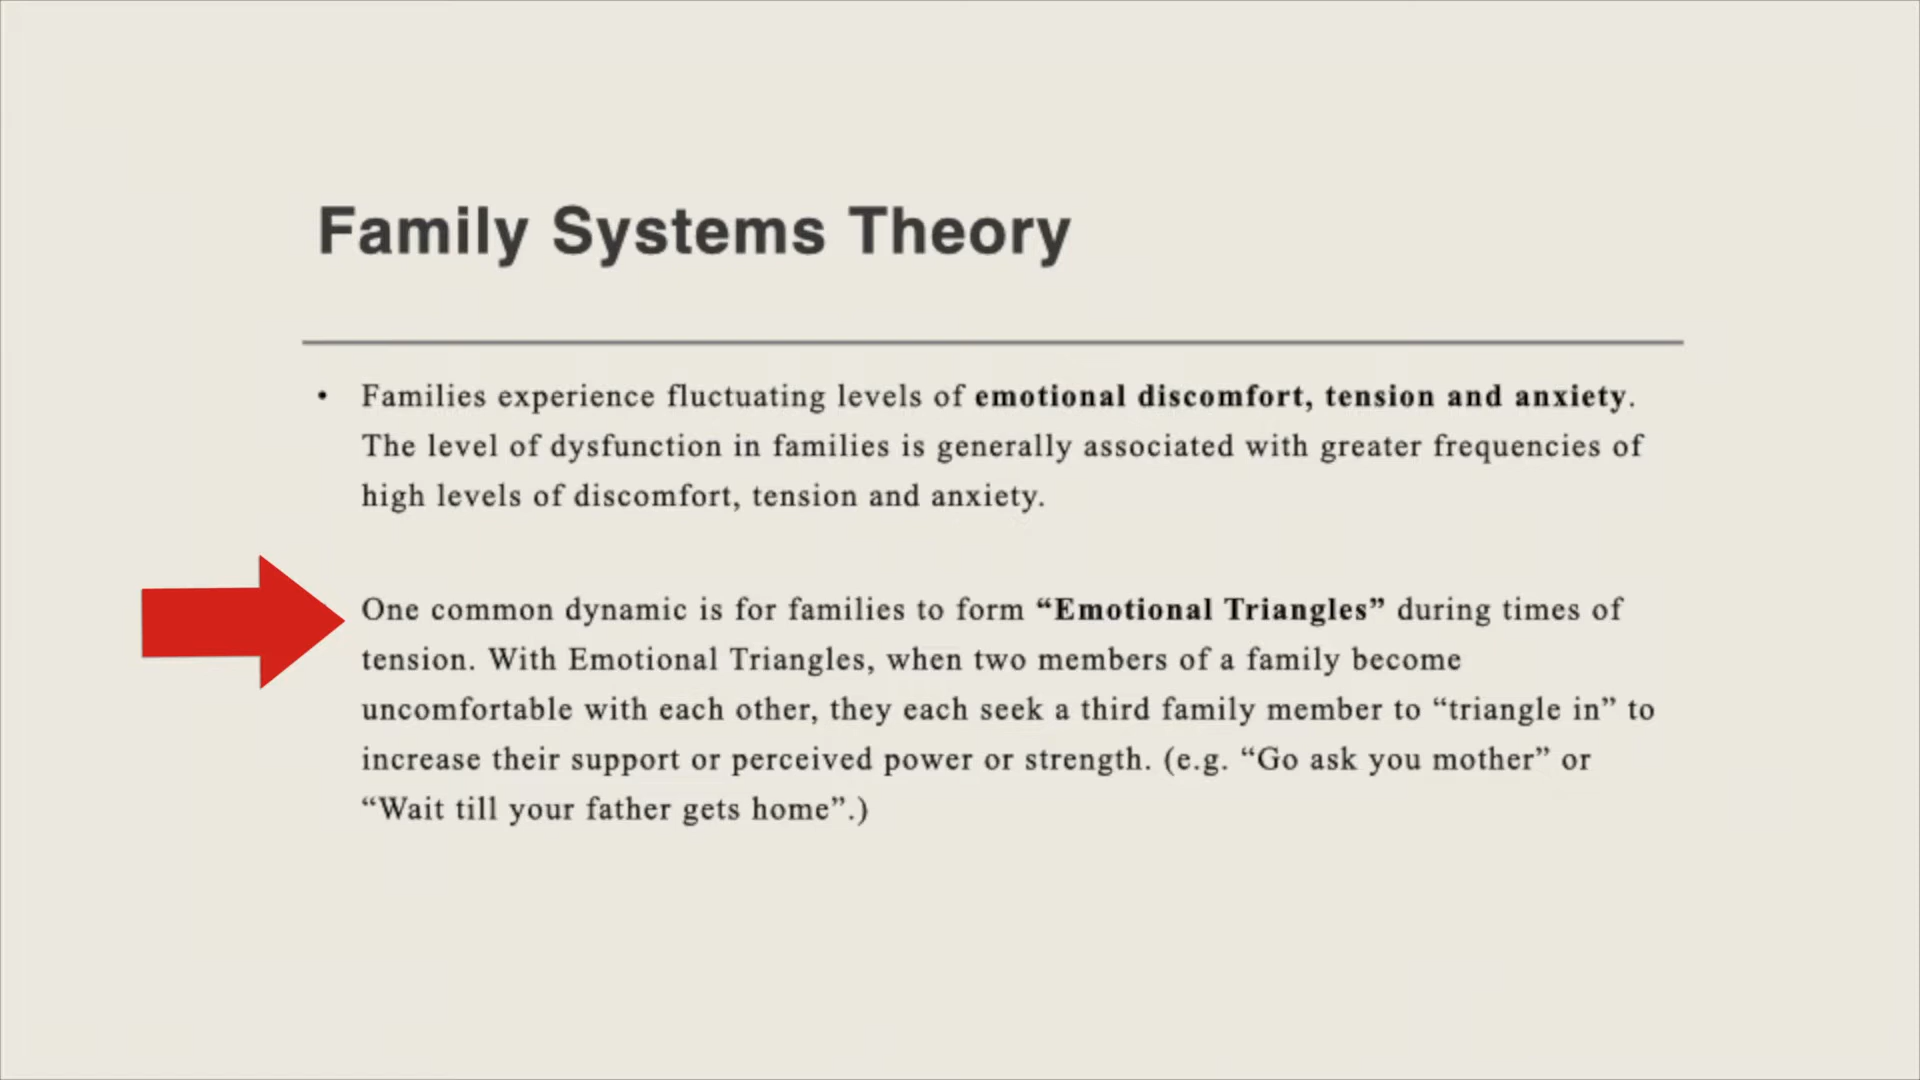 Family Systems Theory
• Families experience fluctuating levels of emotional discomfort, tension and anxiety.
The level of dysfunction in families is generally associated with greater frequencies of
high levels of discomfort, tension and anxiety.
One common dynamic is for families to form “Emotional Triangles” during times of
tension. With Emotional Triangles, when two members of a family become
uncomfortable with each other, they each seek a third family member to “triangle in” to
increase their support or perceived power or strength. (e.g. “Go ask you mother” or
“Wait till your father gets home”.)